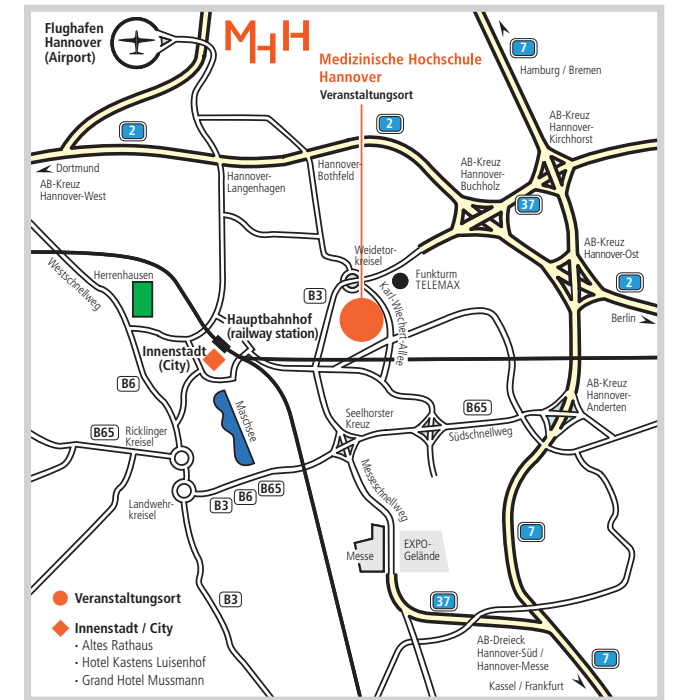 Flughafen
Hannover
(Airport)
MHH
Medizinische Hochschule
Hannover
Veranstaltungsort
7
Hamburg / Bremen
2
2
AB-Kreuz
Hannover-
Kirchhorst
Dortmund
AB-Kreuz
Hannover-West
Hannover-
Langenhagen
Hannover-
Bothfeld
AB-Kreuz
Hannover-
Buchholz
37
Westschnellweg
Herrenhausen
Weidetor-
kreisel
Funkturm
TELEMAX
AB-Kreuz
Hannover-Ost
2
Berlin
B3
Karl-Wiechert-Allee
Hauptbahnhof
(railway station)
Innenstadt
(City)
B6
Maschsee
AB-Kreuz
Hannover-
Anderten
B65
Ricklinger
Kreisel
Seelhorster
Kreuz
B65
Südschnellweg
Landwehr-
kreisel
B3
B6
B65
Messeschnellweg
Messe
EXPO-
Gelände
7
B3
37
Veranstaltungsort
Innenstadt / City
· Altes Rathaus
· Hotel Kastens Luisenhof
· Grand Hotel Mussmann
AB-Dreieck
Hannover-Süd /
Hannover-Messe
7
Kassel / Frankfurt